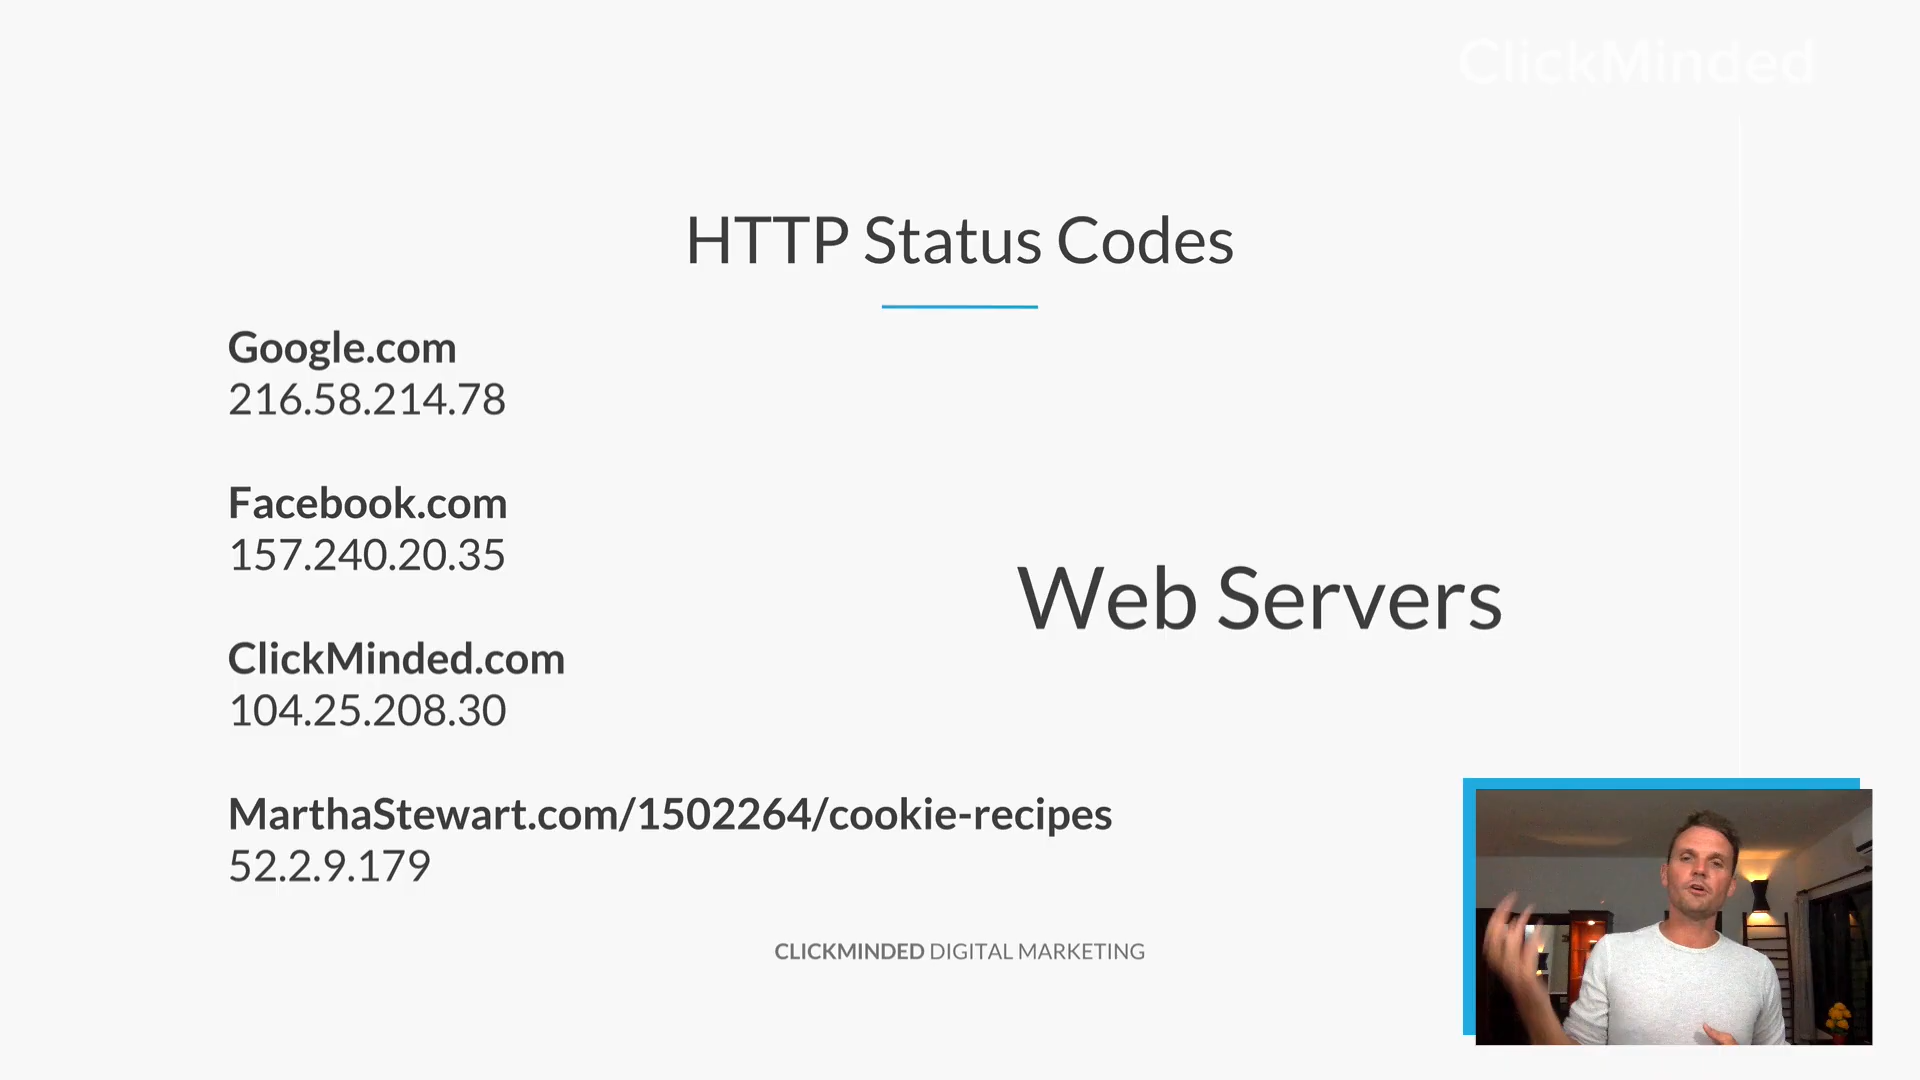 ClickMinded
HTTP Status Codes
Google.com
216.58.214.78
Facebook.com
157.240.20.35
Web Servers
ClickMinded.com
104.25.208.30
MarthaStewart.com/1502264/cookie-recipes
52.2.9.179
CLICKMINDED DIGITAL MARKETING